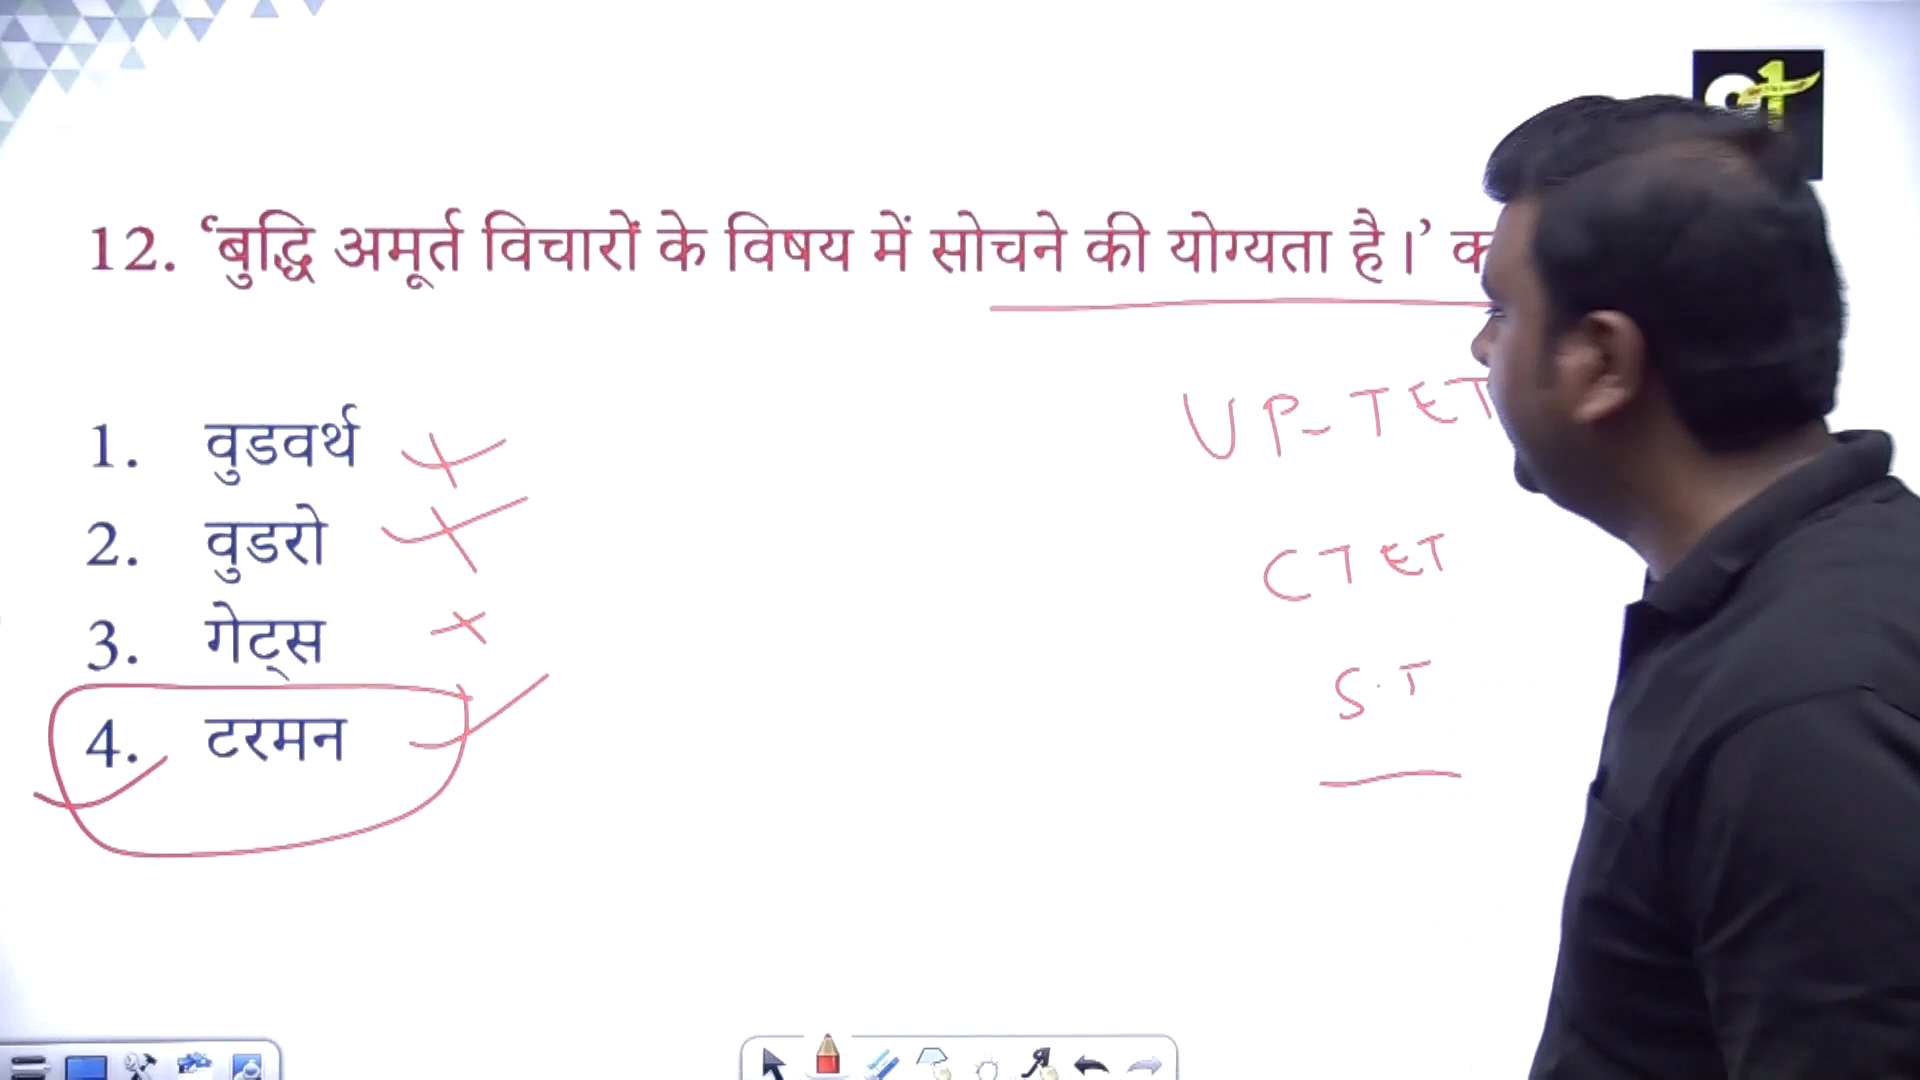 12. ‘बुद्धि अमूर्त विचारों के विषय में सोचने की योग्यता है।’
1. वुडवर्थ
2. वुडरो
3. गेट्स
4. टरमन
UP-TET
CTET
S.T